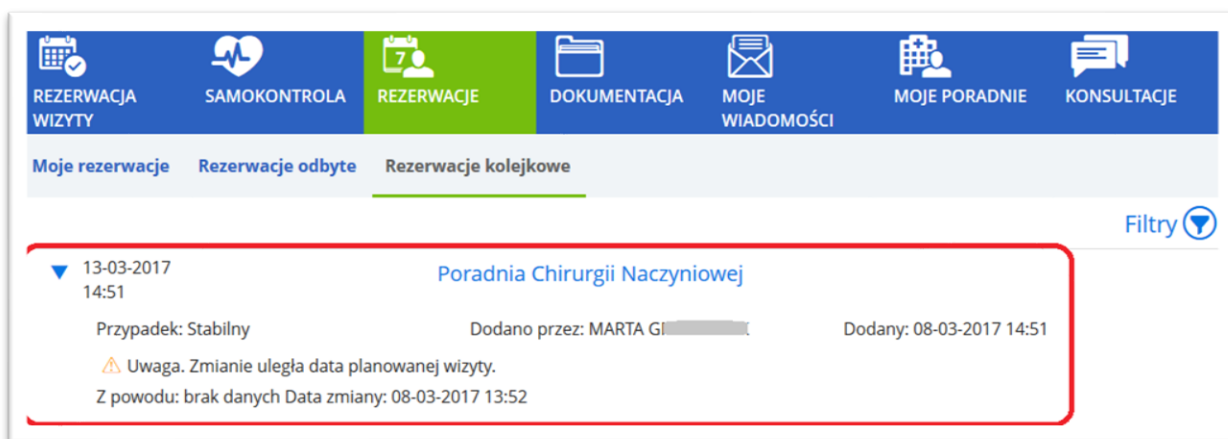 REZERWACJA WIZYTY
SAMOKONTROLA
REZERWACJE
DOKUMENTACJA
MOJE WIADOMOŚCI
MOJE PORADNIE
KONSULTACJE
Moje rezerwacje Rezerwacje odbyte Rezerwacje kolejkowe
Filtry
13-03-2017 14:51
Poradnia Chirurgii Naczyniowej
Przypadek: Stabilny Dodano przez: MARTA Dodany: 08-03-2017 14:51
Uwaga. Zmianie uległa data planowanej wizyty.
Z powodu: brak danych Data zmiany: 08-03-2017 13:52